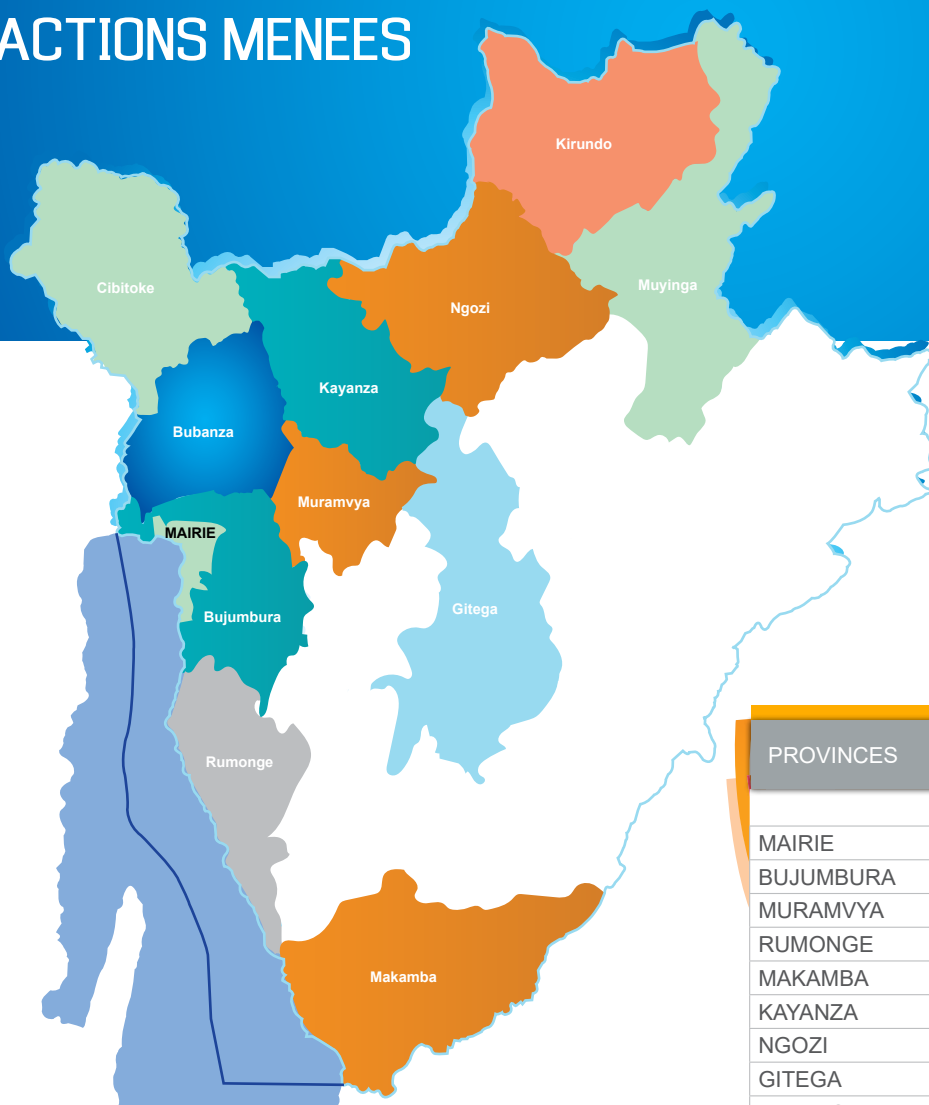 ACTIONS MENEES
Kirundo
Cibitoke
Muyinga
Ngozi
Kayanza
Bubanza
Muramvya
MAIRIE
Gitega
Bujumbura
Rumonge
Makamba
PROVINCES
MAIRIE
BUJUMBURA
MURAMVYA
RUMONGE
MAKAMBA
KAYANZA
NGOZI
GITEGA